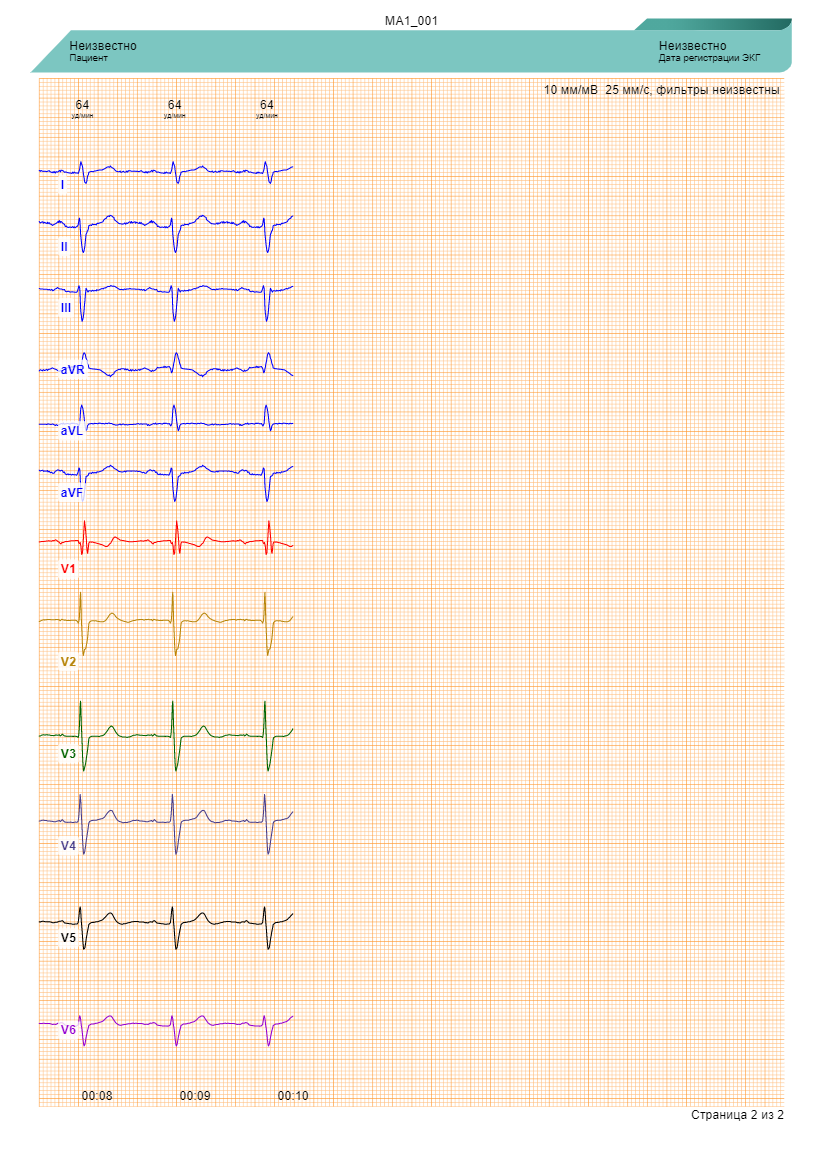 MA1_001
Неизвестно
Пациент
Неизвестно
Дата регистрации ЭКГ
10 мм/мВ 25 мм/с, фильтры неизвестны
64 64 64
уд/мин уд/мин уд/мин
I
II
III
aVR
aVL
aVF
V1
V2
V3
V4
V5
V6
00:08 00:09 00:10
Страница 2 из 2